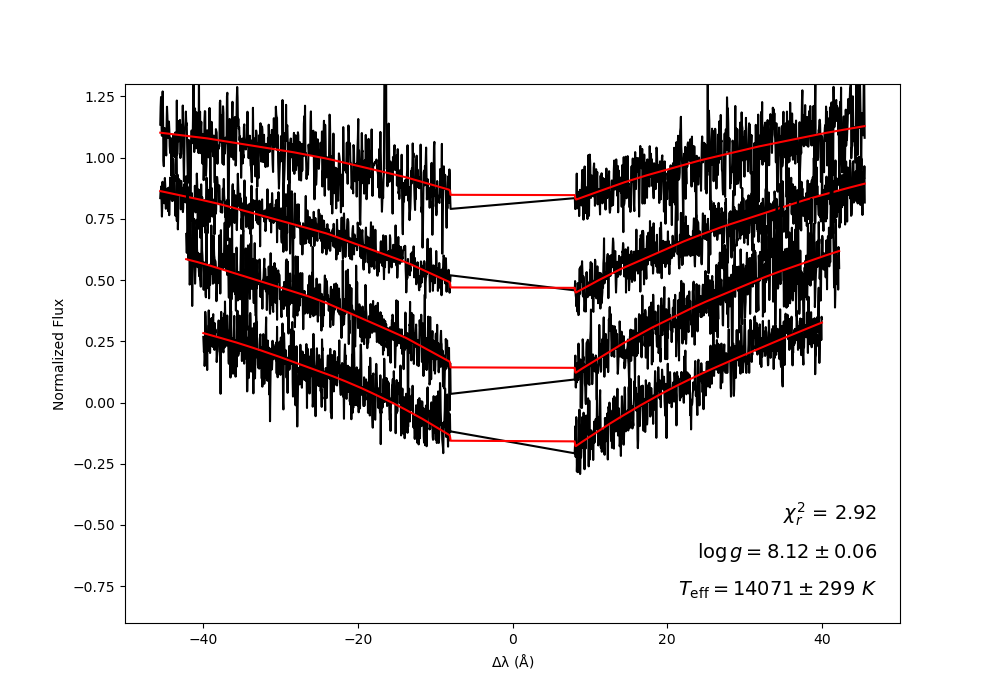 1.25
1.00
0.75
0.50
0.25
0.00
−0.25
−0.50
−0.75
Normalized Flux
χ²ᵣ = 2.92
log g = 8.12 ± 0.06
T_eff = 14071 ± 299 K
−40 −20 0 20 40
Δλ (Å)